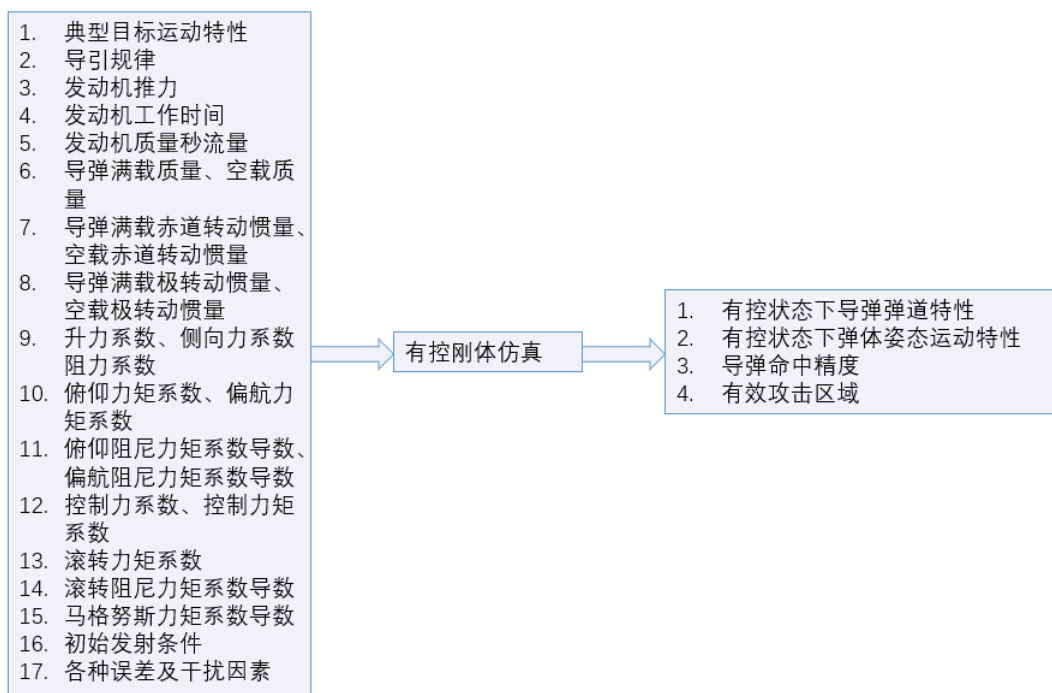 1. 典型目标运动特性
2. 导引规律
3. 发动机推力
4. 发动机工作时间
5. 发动机质量秒流量
6. 导弹满载质量、空载质
量
7. 导弹满载赤道转动惯量、
空载赤道转动惯量
8. 导弹满载极转动惯量、
空载极转动惯量
9. 升力系数、侧向力系数
阻力系数
10. 俯仰力矩系数、偏航力
矩系数
11. 俯仰阻尼力矩系数导数、
偏航阻尼力矩系数导数
12. 控制力系数、控制力矩
系数
13. 滚转力矩系数
14. 滚转阻尼力矩系数导数
15. 马格努斯力矩系数导数
16. 初始发射条件
17. 各种误差及干扰因素
有控刚体仿真
1. 有控状态下导弹弹道特性
2. 有控状态下弹体姿态运动特性
3. 导弹命中精度
4. 有效攻击区域